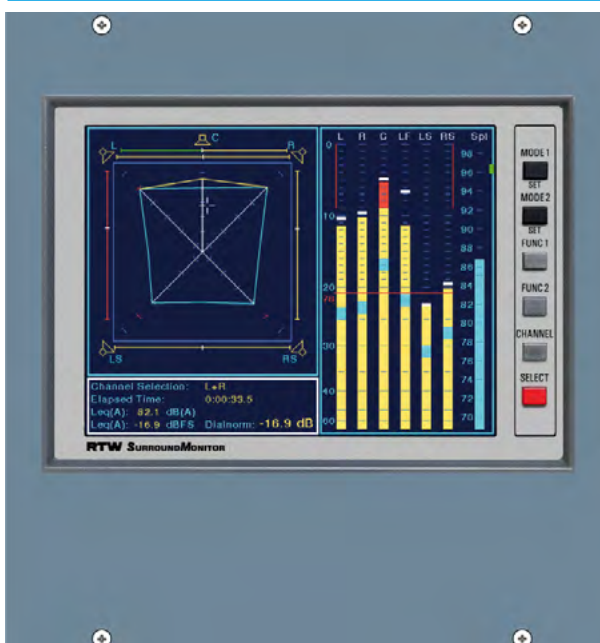 L C R
LS RS
Channel Selection: L+R
Elapsed Time: 0:00:33.5
Leq(A): 82.1 dB(A)
Leq(A): -16.9 dBFS Dialnorm: -16.9 dB
L R C LF LS RS Spl
0
10
20
76
30
40
60
98
96
94
92
90
88
86
84
82
80
78
76
74
72
70
MODE 1
SET
MODE 2
SET
FUNC 1
FUNC 2
CHANNEL
SELECT
RTW SURROUNDMONITOR